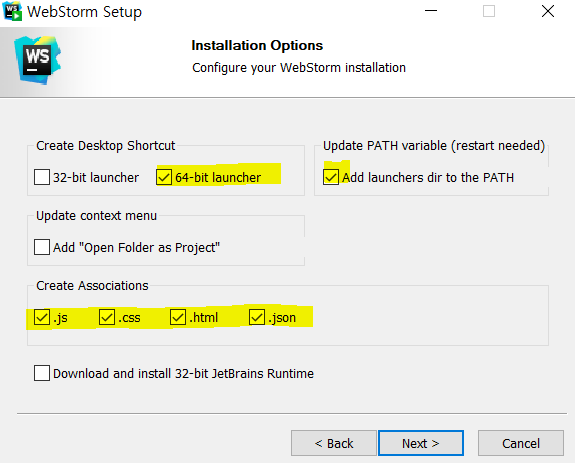 WebStorm Setup
WS
Installation Options
Configure your WebStorm installation
Create Desktop Shortcut
32-bit launcher 64-bit launcher
Update PATH variable (restart needed)
Add launchers dir to the PATH
Update context menu
Add "Open Folder as Project"
Create Associations
.js .css .html .json
Download and install 32-bit JetBrains Runtime
< Back Next > Cancel